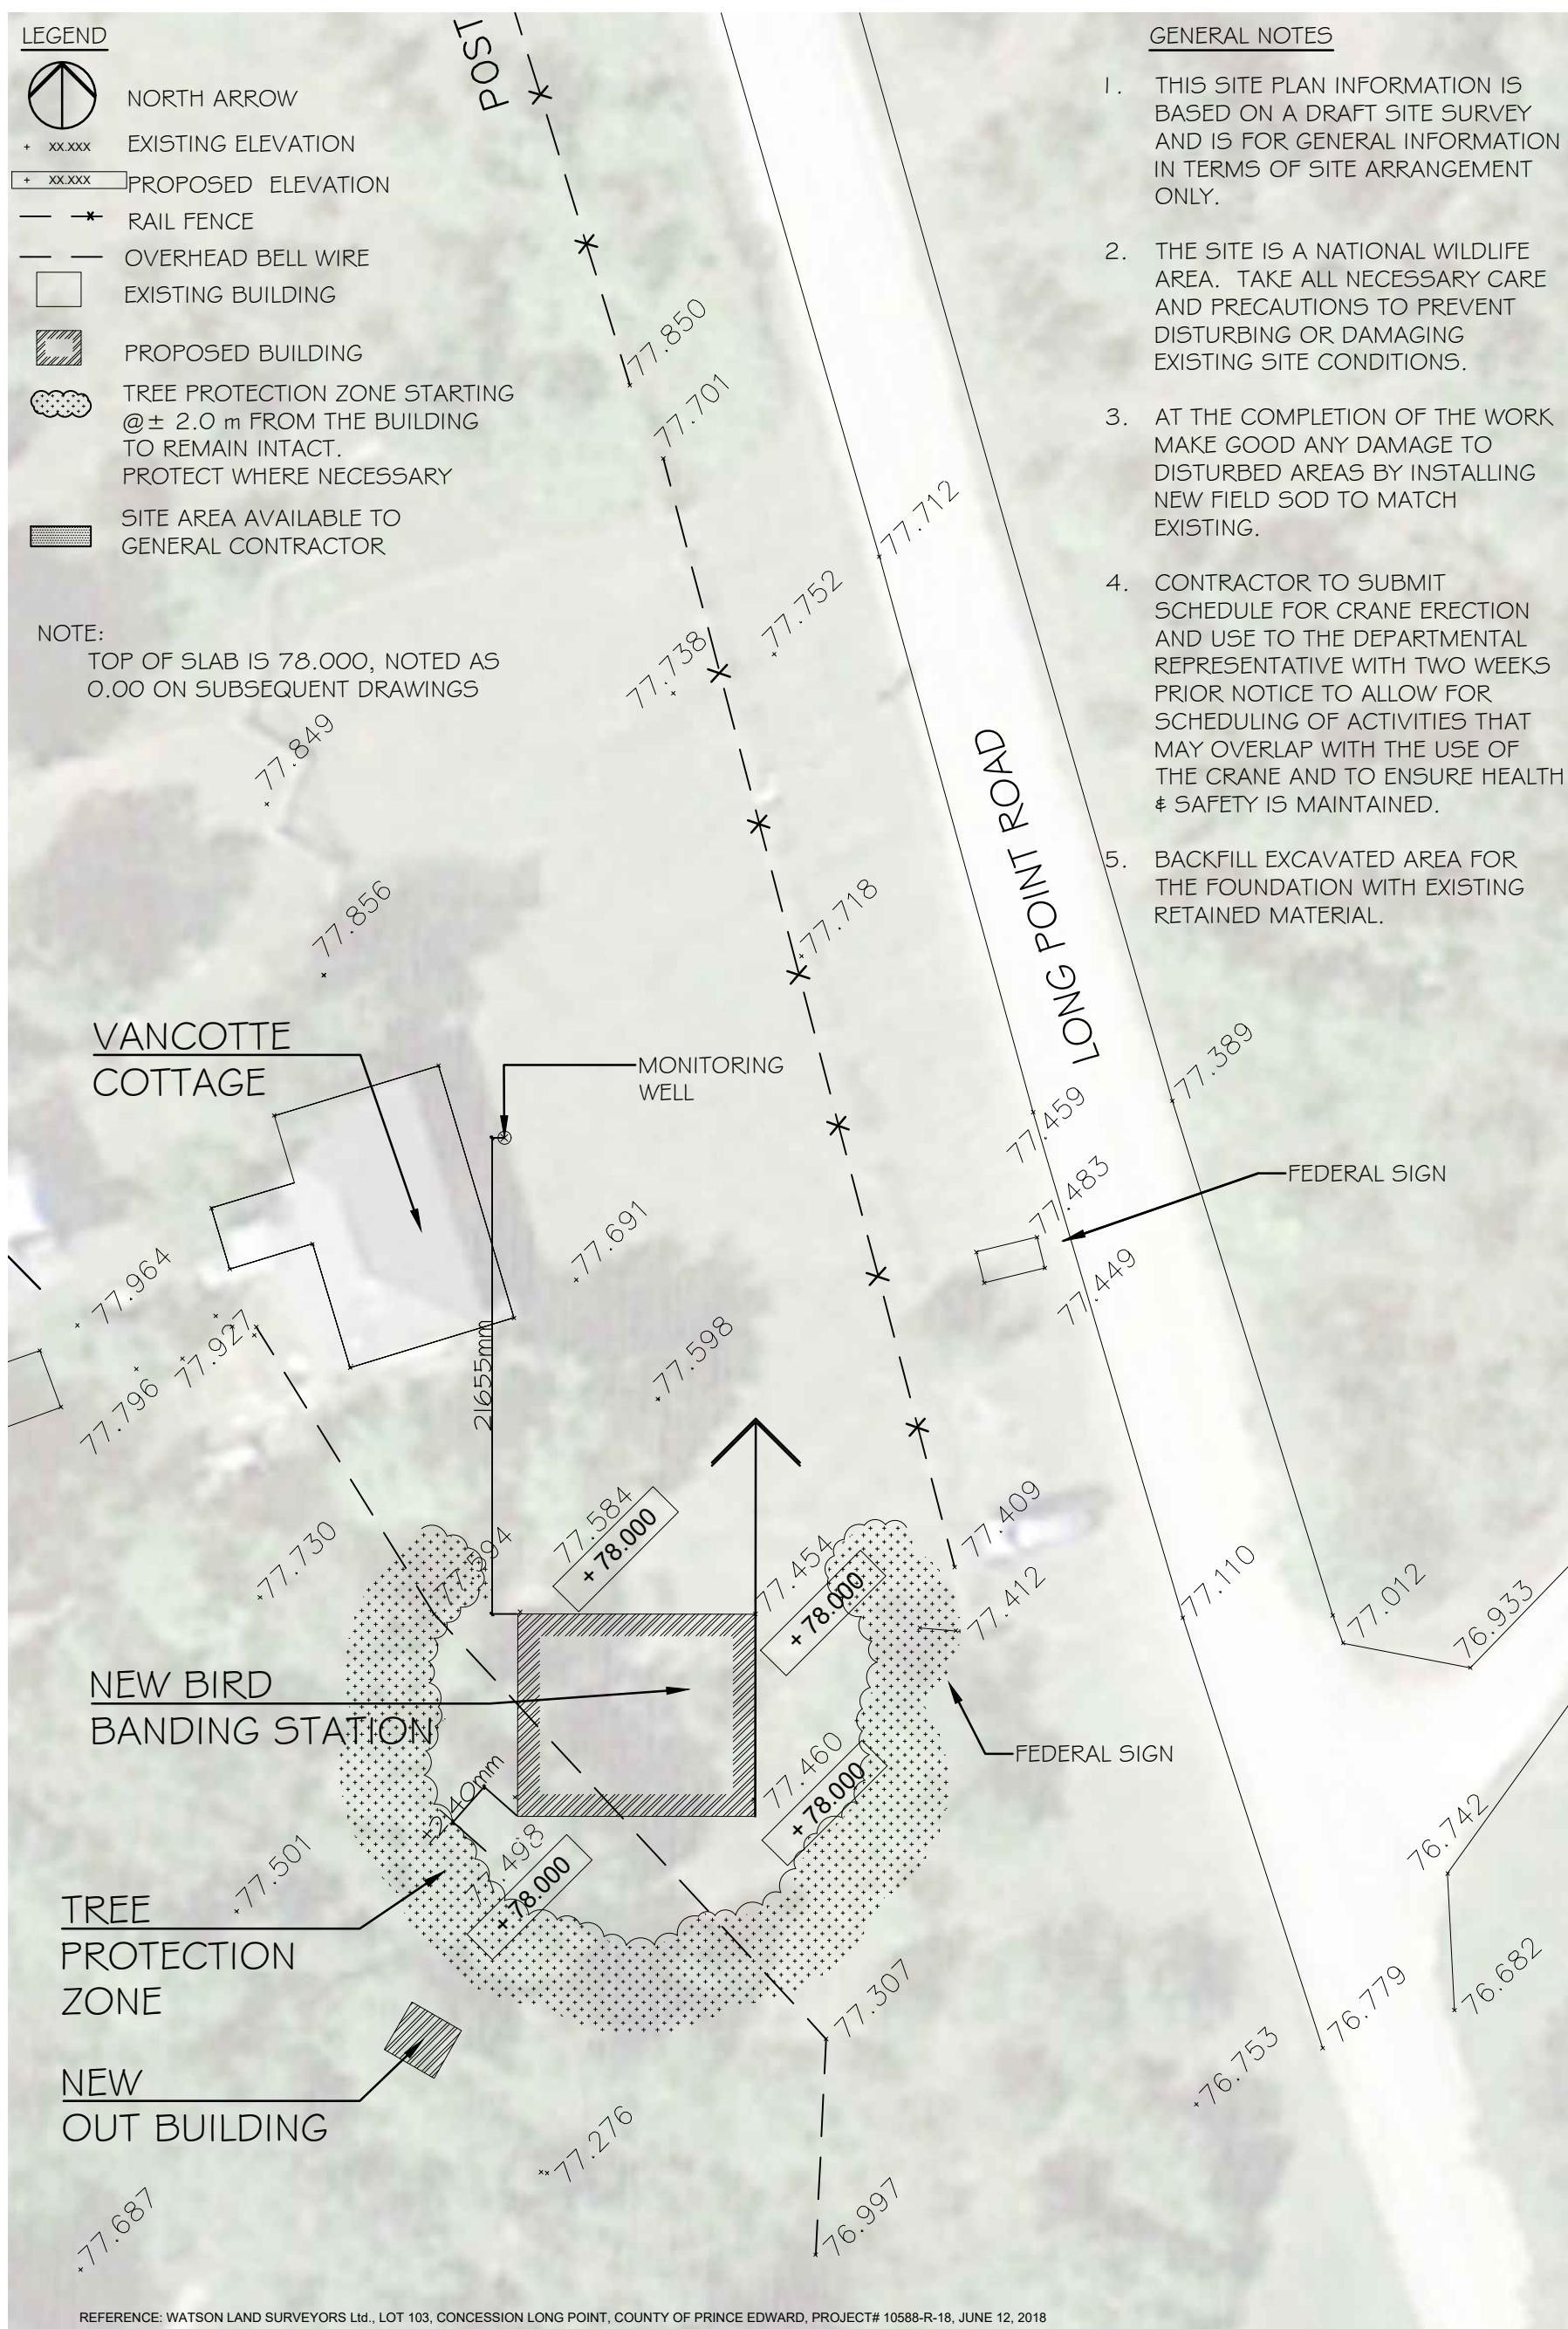 LEGEND
NORTH ARROW
+ XX.XXX EXISTING ELEVATION
+ XX.XXX PROPOSED ELEVATION
RAIL FENCE
OVERHEAD BELL WIRE
EXISTING BUILDING
PROPOSED BUILDING
TREE PROTECTION ZONE STARTING
@± 2.0 m FROM THE BUILDING
TO REMAIN INTACT.
PROTECT WHERE NECESSARY
SITE AREA AVAILABLE TO
GENERAL CONTRACTOR
NOTE:
TOP OF SLAB IS 78.000, NOTED AS
0.00 ON SUBSEQUENT DRAWINGS
GENERAL NOTES
1. THIS SITE PLAN INFORMATION IS
BASED ON A DRAFT SITE SURVEY
AND IS FOR GENERAL INFORMATION
IN TERMS OF SITE ARRANGEMENT
ONLY.
2. THE SITE IS A NATIONAL WILDLIFE
AREA. TAKE ALL NECESSARY CARE
AND PRECAUTIONS TO PREVENT
DISTURBING OR DAMAGING
EXISTING SITE CONDITIONS.
3. AT THE COMPLETION OF THE WORK
MAKE GOOD ANY DAMAGE TO
DISTURBED AREAS BY INSTALLING
NEW FIELD SOD TO MATCH
EXISTING.
4. CONTRACTOR TO SUBMIT
SCHEDULE FOR CRANE ERECTION
AND USE TO THE DEPARTMENTAL
REPRESENTATIVE WITH TWO WEEKS
PRIOR NOTICE TO ALLOW FOR
SCHEDULING OF ACTIVITIES THAT
MAY OVERLAP WITH THE USE OF
THE CRANE AND TO ENSURE HEALTH
& SAFETY IS MAINTAINED.
5. BACKFILL EXCAVATED AREA FOR
THE FOUNDATION WITH EXISTING
RETAINED MATERIAL.
POST
77.850
77.701
77.712
77.752
77.738
77.849
77.856
77.718
LONG POINT ROAD
VANCOTTE
COTTAGE
MONITORING
WELL
77.389
77.459
77.483
FEDERAL SIGN
77.449
77.691
77.964
77.927
77.796
77.598
21655mm
77.584
+ 78.000
77.594
77.730
77.454
+ 78.000
77.409
77.412
77.110
77.012
76.933
NEW BIRD
BANDING STATION
FEDERAL SIGN
77.460
+ 78.000
±2140mm
77.498
+ 78.000
77.501
76.742
TREE
PROTECTION
ZONE
77.307
76.779
76.682
76.753
NEW
OUT BUILDING
77.276
77.687
76.997
REFERENCE: WATSON LAND SURVEYORS Ltd., LOT 103, CONCESSION LONG POINT, COUNTY OF PRINCE EDWARD, PROJECT# 10588-R-18, JUNE 12, 2018